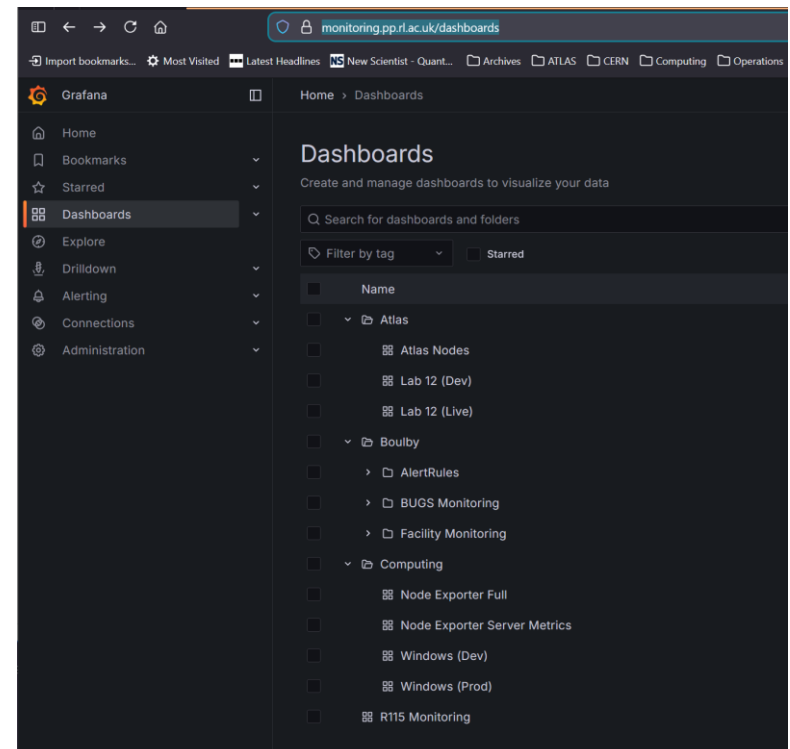 monitoring.pp.rl.ac.uk/dashboards
Import bookmarks... Most Visited Latest Headlines NS New Scientist - Quant... Archives ATLAS CERN Computing Operations
Grafana
Home › Dashboards
Home
Bookmarks
Starred
Dashboards
Explore
Drilldown
Alerting
Connections
Administration
Dashboards
Create and manage dashboards to visualize your data
Search for dashboards and folders
Filter by tag Starred
Name
Atlas
Atlas Nodes
Lab 12 (Dev)
Lab 12 (Live)
Boulby
AlertRules
BUGS Monitoring
Facility Monitoring
Computing
Node Exporter Full
Node Exporter Server Metrics
Windows (Dev)
Windows (Prod)
R115 Monitoring